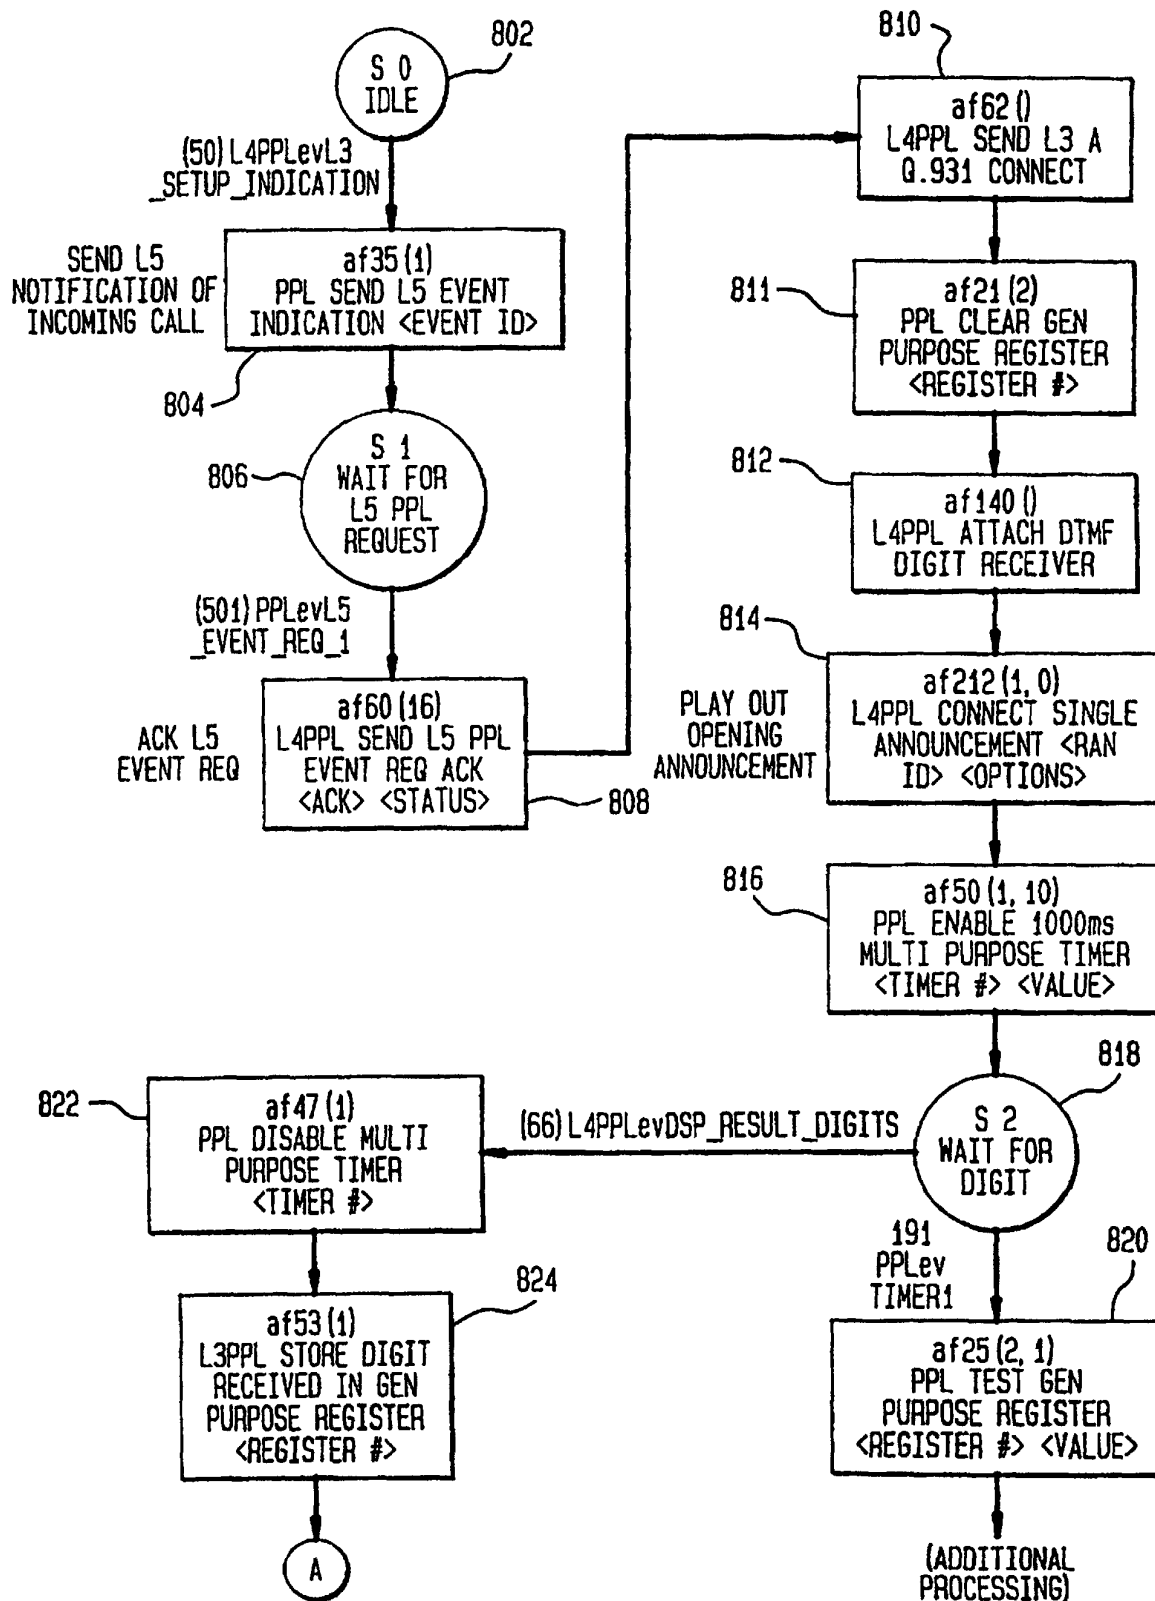 802
S 0
IDLE
(50) L4PPLevL3
_SETUP_INDICATION
SEND L5
NOTIFICATION OF
INCOMING CALL
af35(1)
PPL SEND L5 EVENT
INDICATION <EVENT ID>
804
806
S 1
WAIT FOR
L5 PPL
REQUEST
(501) PPLevL5
_EVENT_REQ_1
ACK L5
EVENT REQ
af60(16)
L4PPL SEND L5 PPL
EVENT REQ ACK
<ACK> <STATUS>
808
810
af62()
L4PPL SEND L3 A
Q.931 CONNECT
811
af21(2)
PPL CLEAR GEN
PURPOSE REGISTER
<REGISTER #>
812
af140()
L4PPL ATTACH DTMF
DIGIT RECEIVER
814
PLAY OUT
OPENING
ANNOUNCEMENT
af212(1,0)
L4PPL CONNECT SINGLE
ANNOUNCEMENT <RAN
ID> <OPTIONS>
816
af50(1,10)
PPL ENABLE 1000ms
MULTI PURPOSE TIMER
<TIMER #> <VALUE>
818
S 2
WAIT FOR
DIGIT
(66) L4PPLevDSP_RESULT_DIGITS
822
af47(1)
PPL DISABLE MULTI
PURPOSE TIMER
<TIMER #>
824
af53(1)
L3PPL STORE DIGIT
RECEIVED IN GEN
PURPOSE REGISTER
<REGISTER #>
A
191
PPLev
TIMER1
820
af25(2,1)
PPL TEST GEN
PURPOSE REGISTER
<REGISTER #> <VALUE>
(ADDITIONAL
PROCESSING)